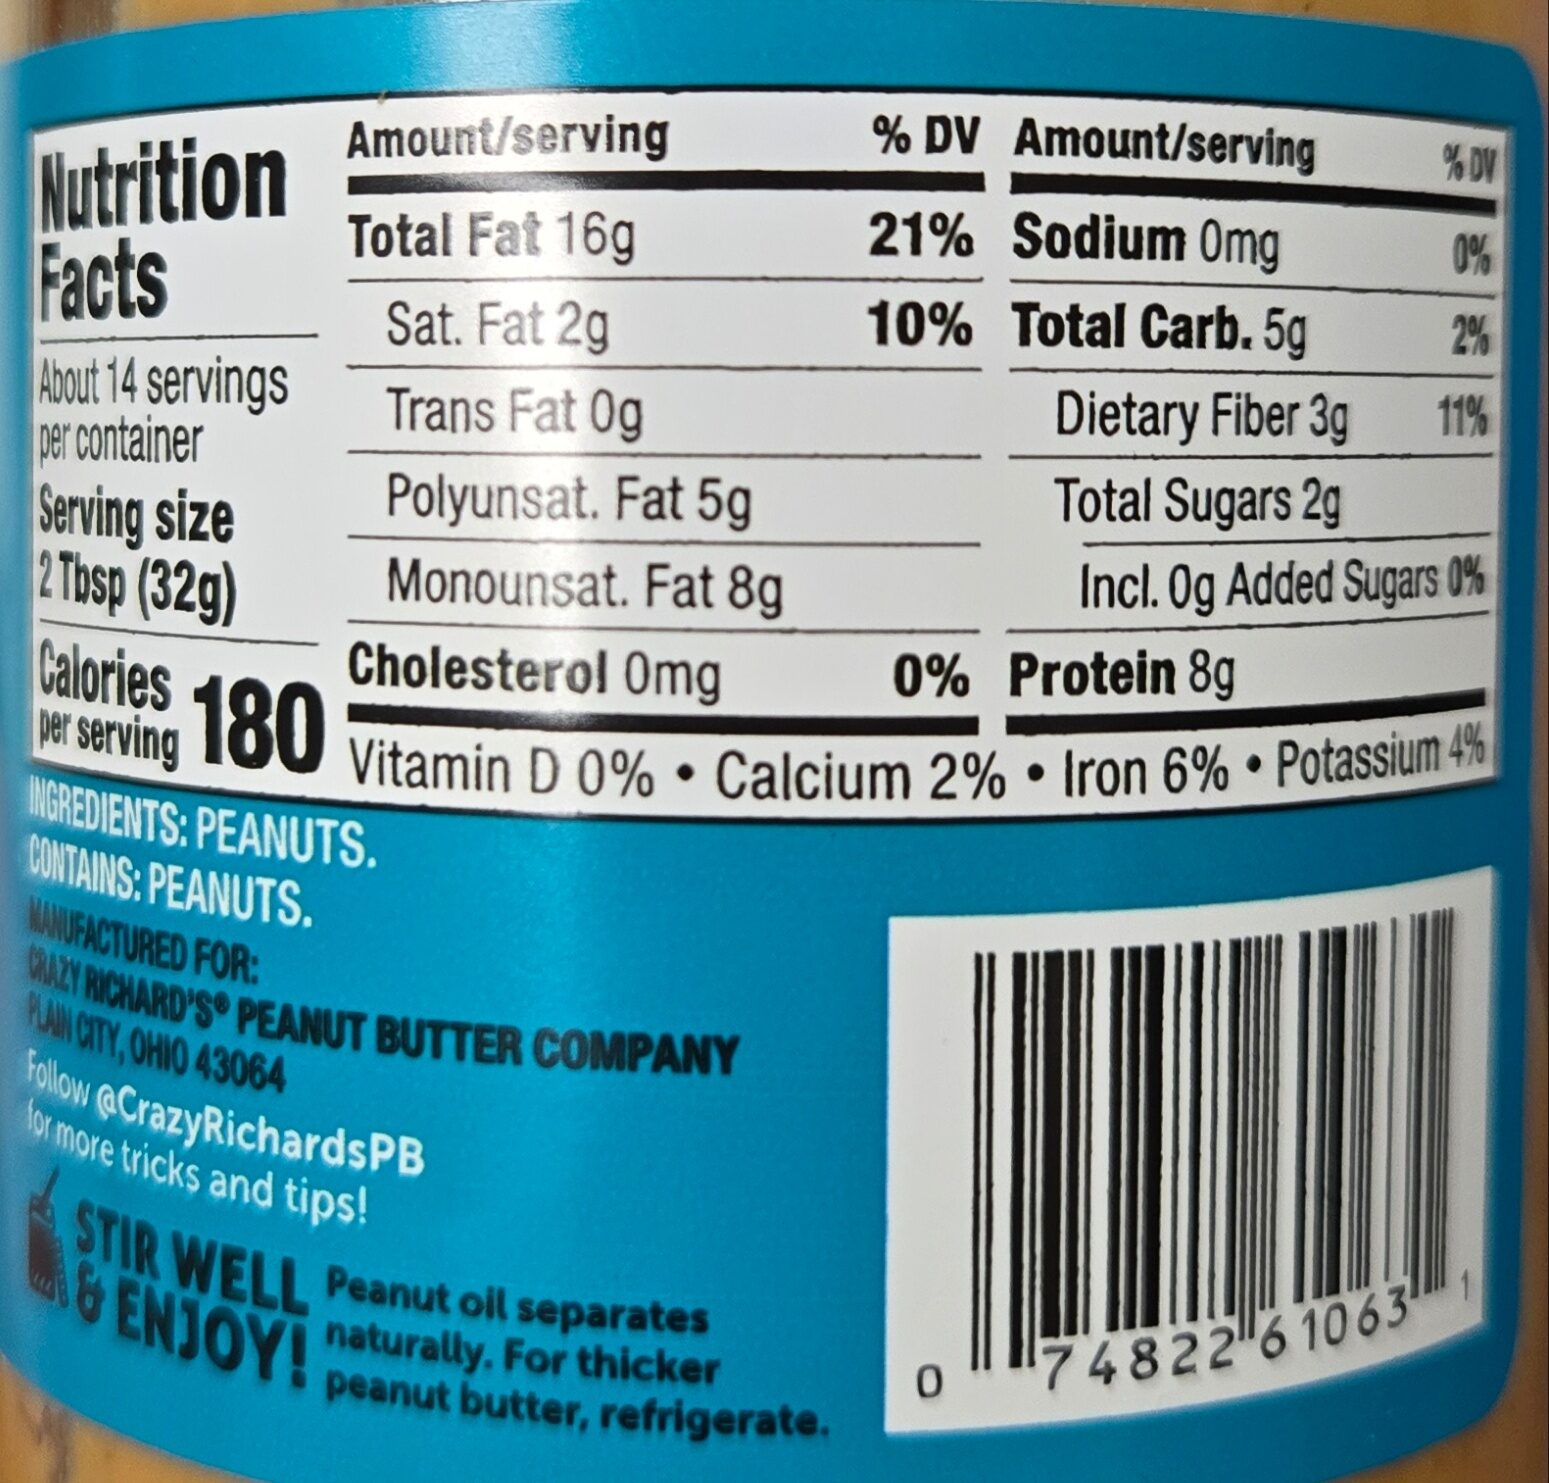 Nutrition
Facts
About 14 servings
per container
Serving size
2 Tbsp (32g)
Calories
per serving 180
Amount/serving % DV
Total Fat 16g 21%
Sat. Fat 2g 10%
Trans Fat 0g
Polyunsat. Fat 5g
Monounsat. Fat 8g
Cholesterol 0mg 0%
Amount/serving % DV
Sodium 0mg 0%
Total Carb. 5g 2%
Dietary Fiber 3g 11%
Total Sugars 2g
Incl. 0g Added Sugars 0%
Protein 8g
Vitamin D 0% • Calcium 2% • Iron 6% • Potassium 4%
INGREDIENTS: PEANUTS.
CONTAINS: PEANUTS.
MANUFACTURED FOR:
CRAZY RICHARD'S® PEANUT BUTTER COMPANY
PLAIN CITY, OHIO 43064
Follow @CrazyRichardsPB
for more tricks and tips!
STIR WELL
& ENJOY!
Peanut oil separates
naturally. For thicker
peanut butter, refrigerate.
0 74822 61063 1